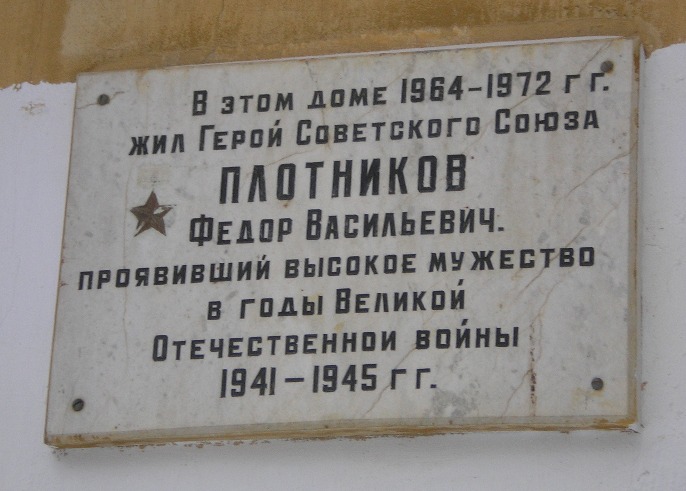 В этом доме 1964-1972 г г.
жил Герой Советского Союза
ПЛОТНИКОВ
Федор Васильевич.
проявивший высокое мужество
в годы Великой
Отечественной войны
1941-1945 г г.